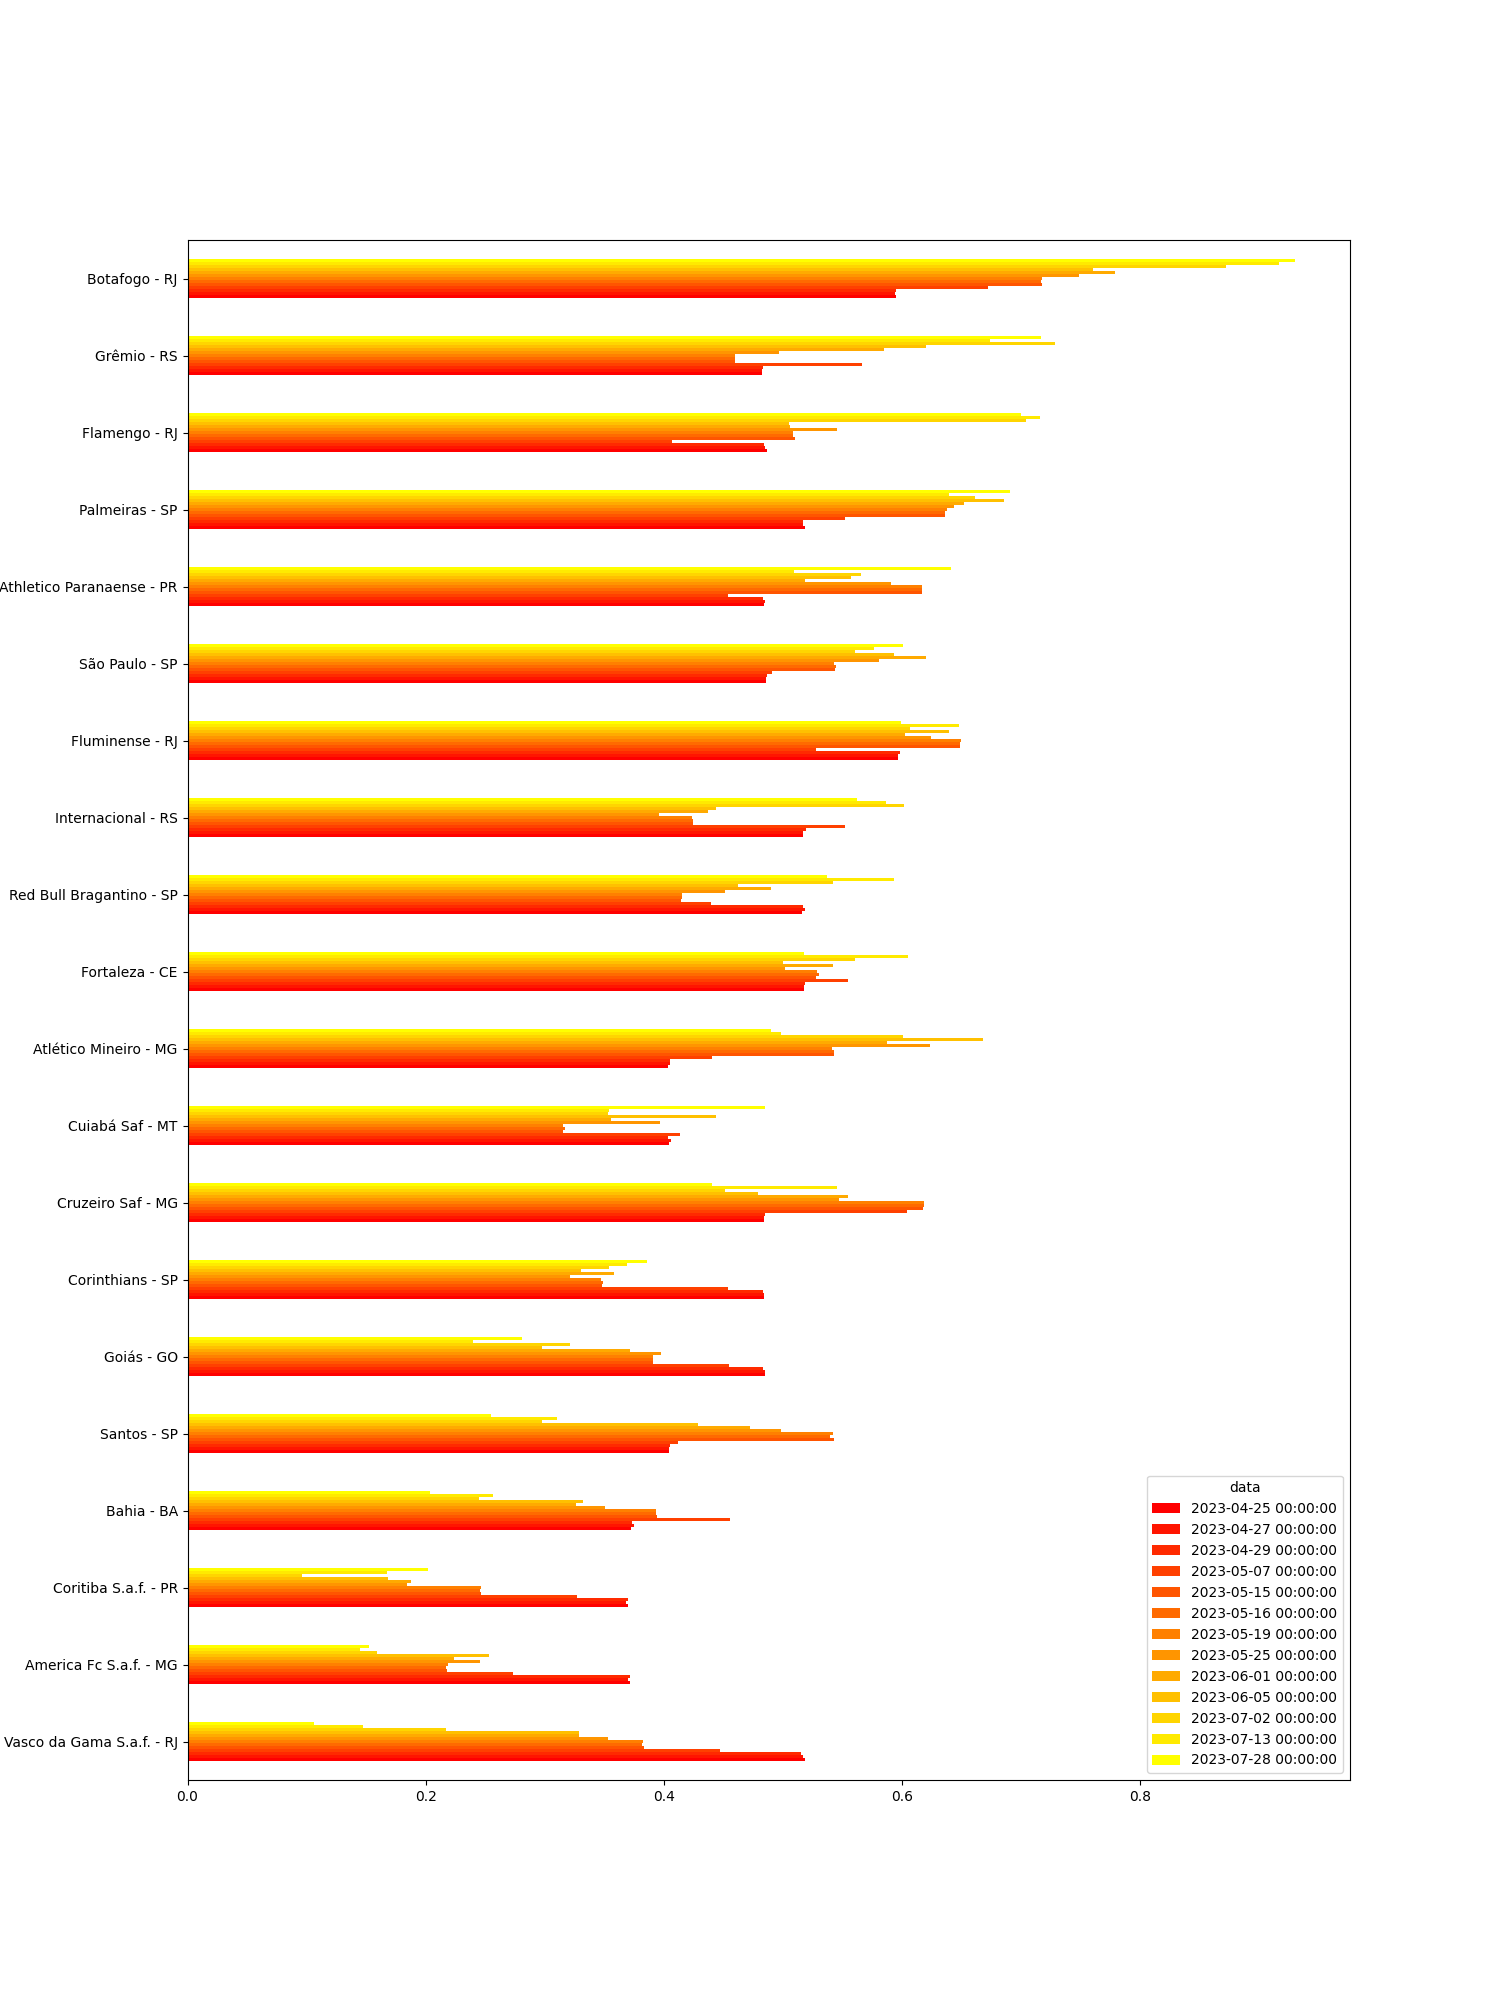 Botafogo - RJ
Grêmio - RS
Flamengo - RJ
Palmeiras - SP
Athletico Paranaense - PR
São Paulo - SP
Fluminense - RJ
Internacional - RS
Red Bull Bragantino - SP
Fortaleza - CE
Atlético Mineiro - MG
Cuiabá Saf - MT
Cruzeiro Saf - MG
Corinthians - SP
Goiás - GO
Santos - SP
Bahia - BA
Coritiba S.a.f. - PR
America Fc S.a.f. - MG
Vasco da Gama S.a.f. - RJ
data
2023-04-25 00:00:00
2023-04-27 00:00:00
2023-04-29 00:00:00
2023-05-07 00:00:00
2023-05-15 00:00:00
2023-05-16 00:00:00
2023-05-19 00:00:00
2023-05-25 00:00:00
2023-06-01 00:00:00
2023-06-05 00:00:00
2023-07-02 00:00:00
2023-07-13 00:00:00
2023-07-28 00:00:00
0.0 0.2 0.4 0.6 0.8